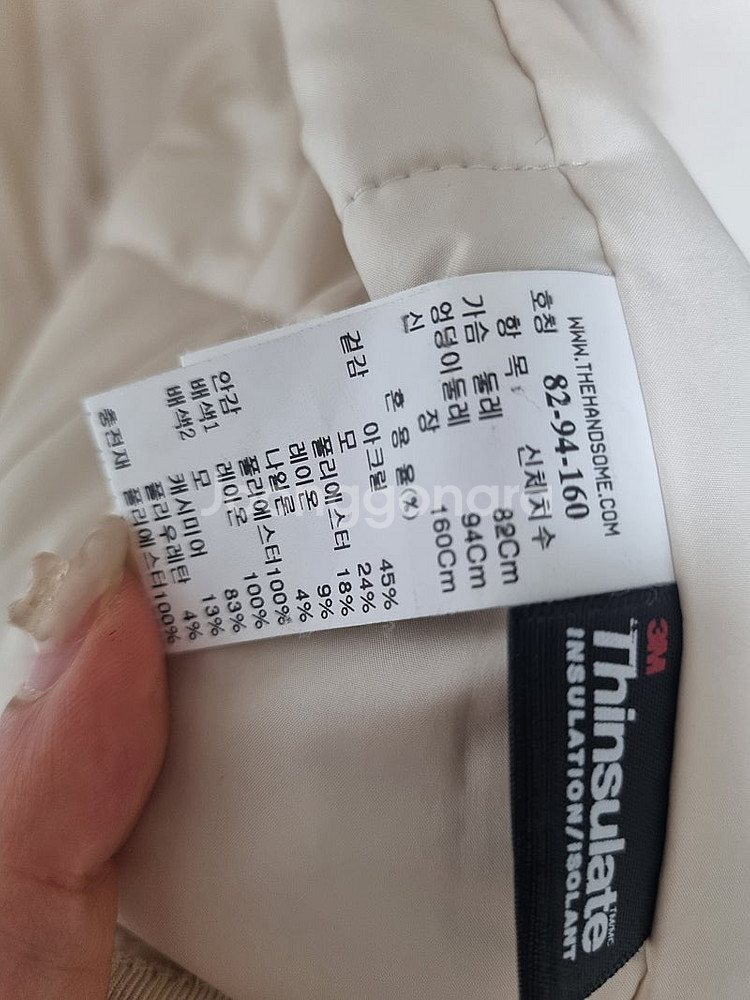 WWW.THEHANDSOME.COM
호칭 82-94-160
항 목 신체치수
가슴 둘레 82Cm
엉덩이둘레 94Cm
신 장 160Cm
혼 용 율(%)
겉감 아크릴 45%
모 24%
폴리에스터 18%
레이온 9%
나일론 4%
안감 폴리에스터100%
배색1 레이온 100%
배색2 모 83%
캐시미어 13%
폴리우레탄 4%
충전재 폴리에스터100%
3M
Thinsulate
INSULATION/ISOLANT
Joonggonara